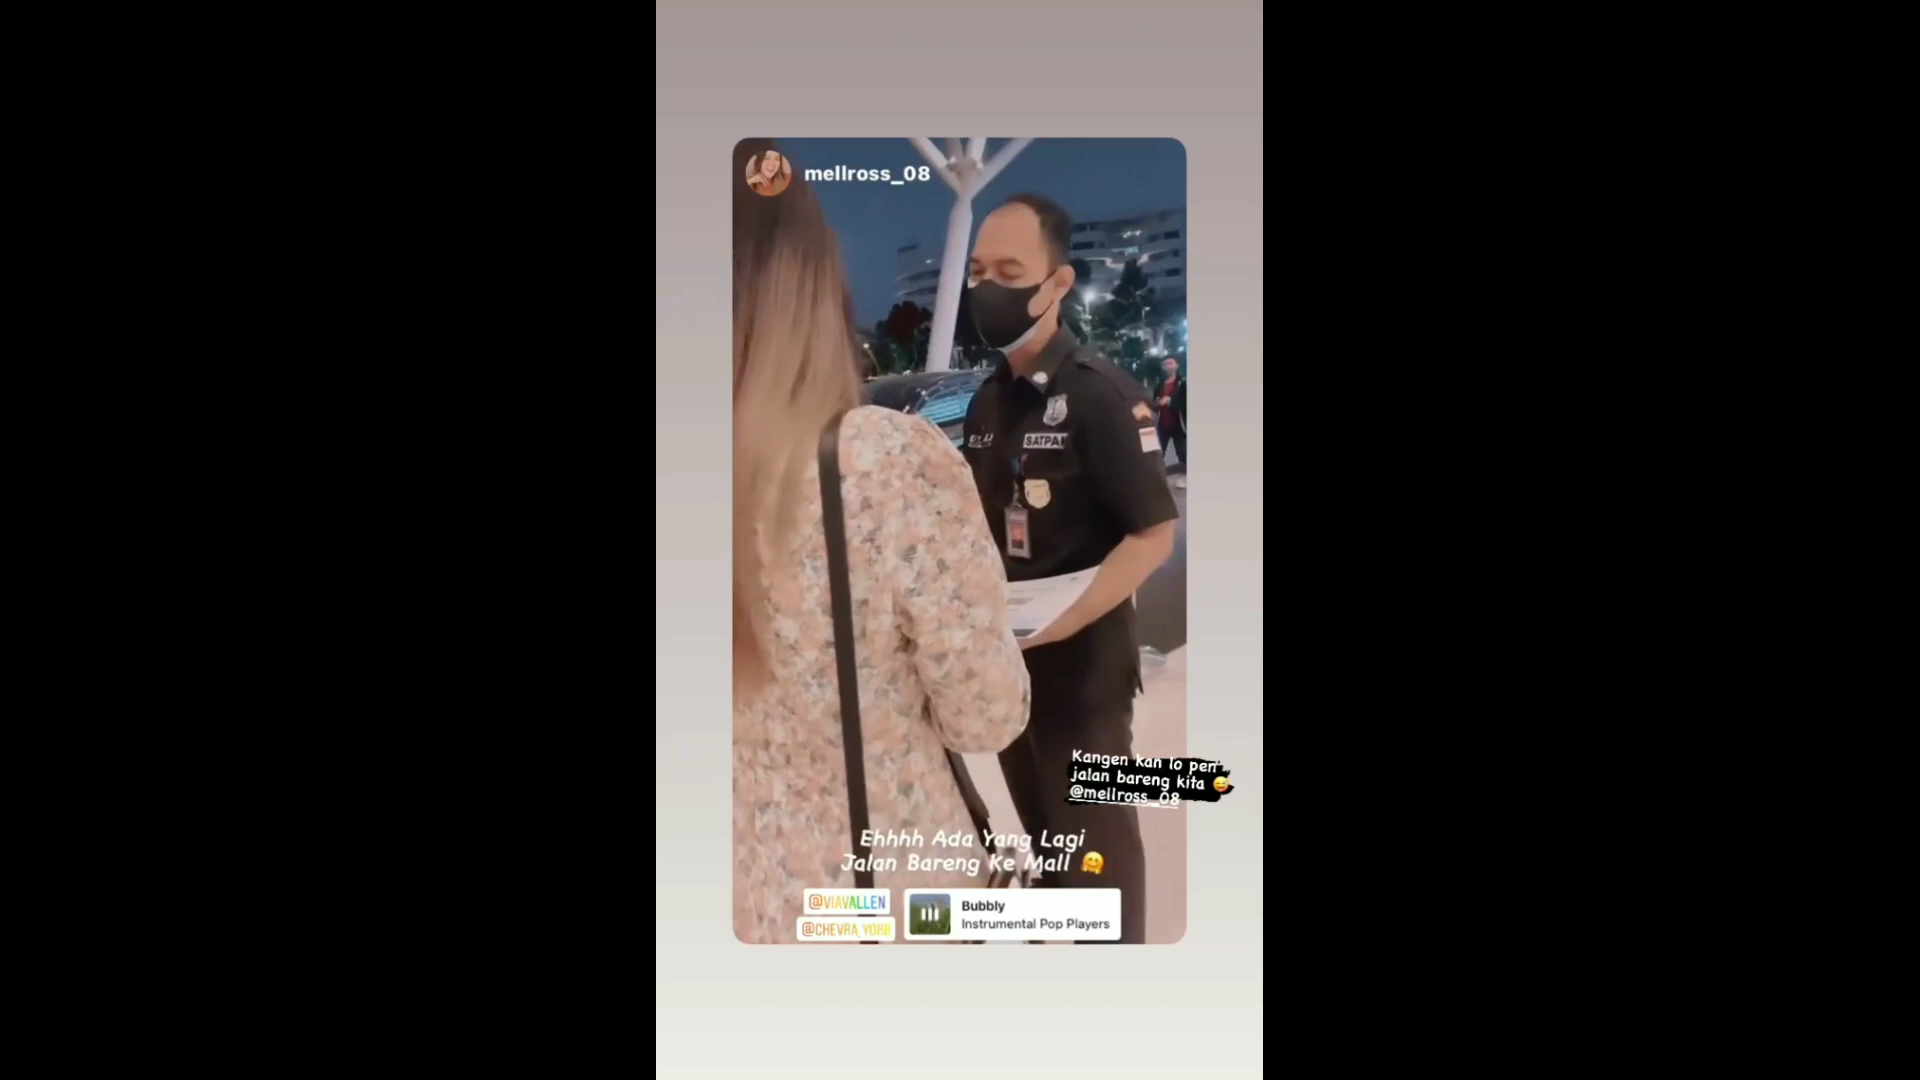 mellross_08
SATPAM
Kangen kan lo pen
jalan bareng kita 😅
@mellross_08
Ehhhh Ada Yang Lagi
Jalan Bareng Ke Mall 🤗
@VIAVALLEN
@CHEVRA_YOBB
Bubbly
Instrumental Pop Players